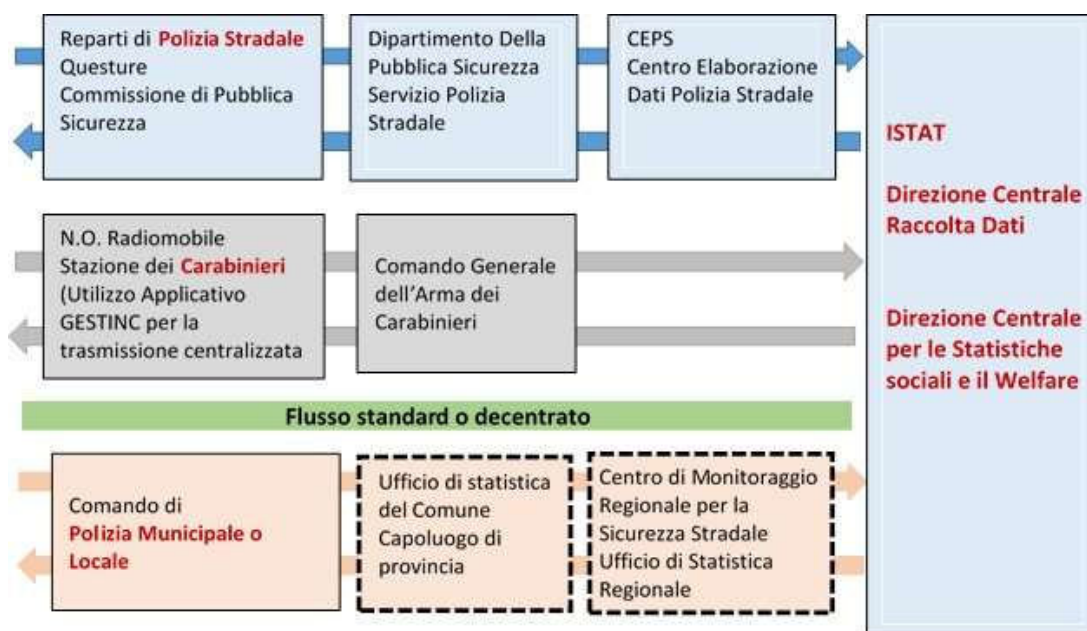 Reparti di Polizia Stradale
Questure
Commissione di Pubblica
Sicurezza
Dipartimento Della
Pubblica Sicurezza
Servizio Polizia
Stradale
CEPS
Centro Elaborazione
Dati Polizia Stradale
ISTAT
Direzione Centrale
Raccolta Dati
Direzione Centrale
per le Statistiche
sociali e il Welfare
N.O. Radiomobile
Stazione dei Carabinieri
(Utilizzo Applicativo
GESTINC per la
trasmissione centralizzata
Comando Generale
dell'Arma dei
Carabinieri
Flusso standard o decentrato
Comando di
Polizia Municipale o
Locale
Ufficio di statistica
del Comune
Capoluogo di
provincia
Centro di Monitoraggio
Regionale per la
Sicurezza Stradale
Ufficio di Statistica
Regionale